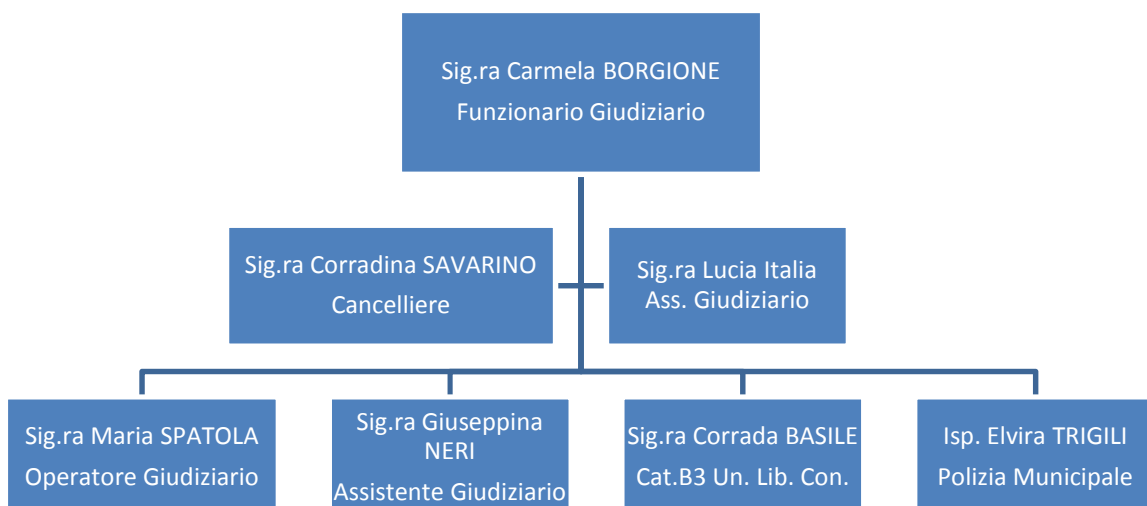 Sig.ra Carmela BORGIONE
Funzionario Giudiziario
Sig.ra Corradina SAVARINO
Cancelliere
Sig.ra Lucia Italia
Ass. Giudiziario
Sig.ra Maria SPATOLA
Operatore Giudiziario
Sig.ra Giuseppina
NERI
Assistente Giudiziario
Sig.ra Corrada BASILE
Cat.B3 Un. Lib. Con.
Isp. Elvira TRIGILI
Polizia Municipale